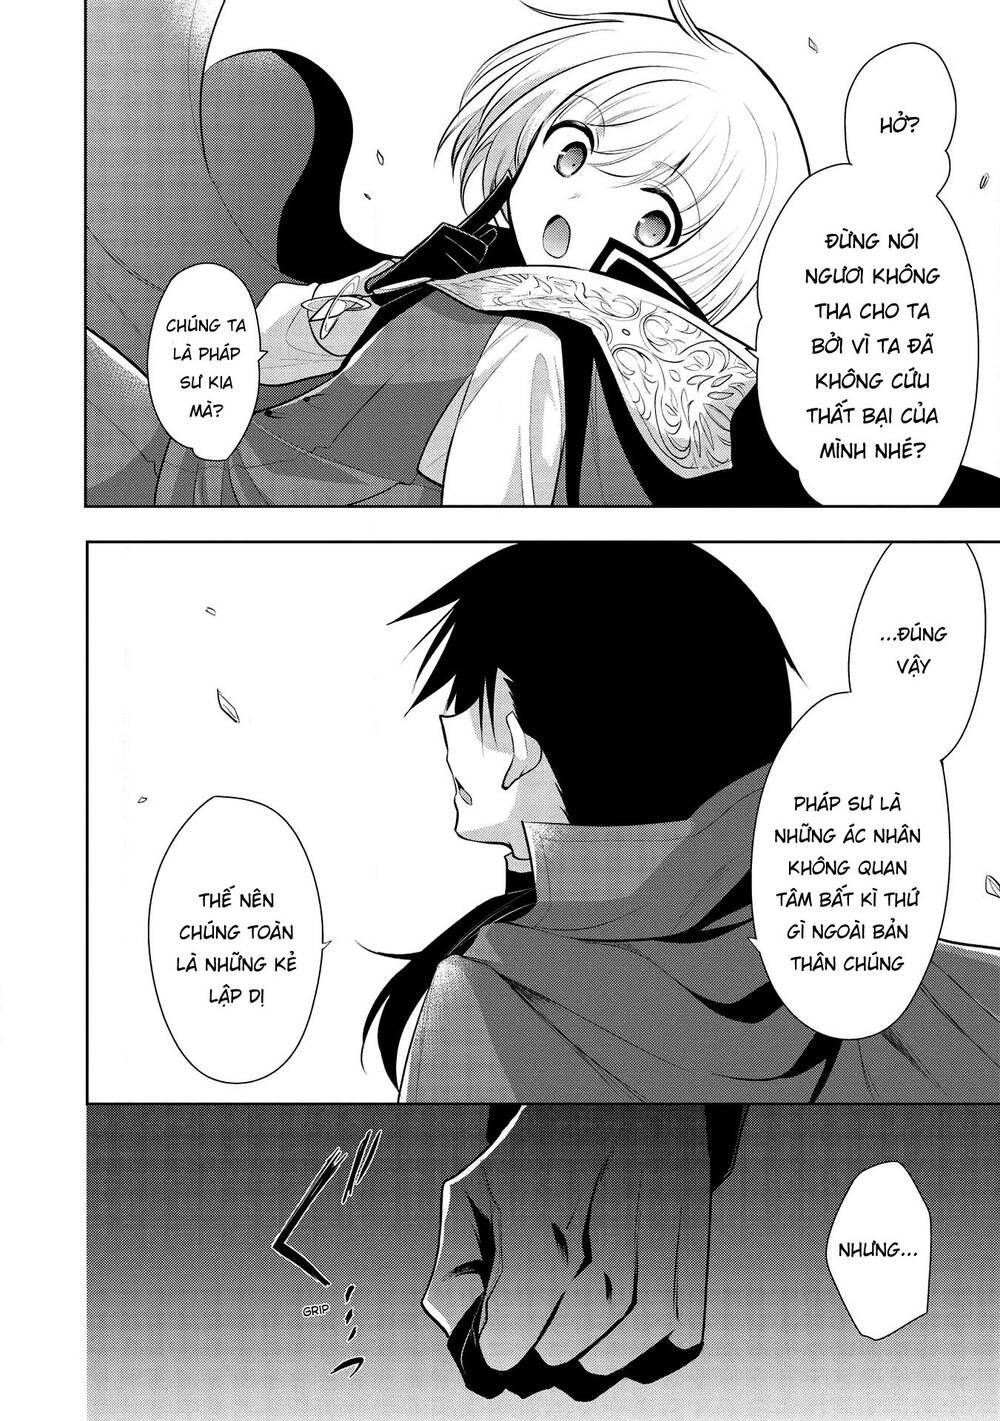 HỞ?
ĐỪNG NÓI
NGƯƠI KHÔNG
THA CHO TA
BỞI VÌ TA ĐÃ
KHÔNG CỨU
THẤT BẠI CỦA
MÌNH NHÉ?
CHÚNG TA
LÀ PHÁP
SƯ KIA
MÀ?
...ĐÚNG
VẬY
PHÁP SƯ LÀ
NHỮNG ÁC NHÂN
KHÔNG QUAN
TÂM BẤT KÌ THỨ
GÌ NGOÀI BẢN
THÂN CHÚNG
THẾ NÊN
CHÚNG TOÀN
LÀ NHỮNG KẺ
LẬP DỊ
NHƯNG...
GRIP